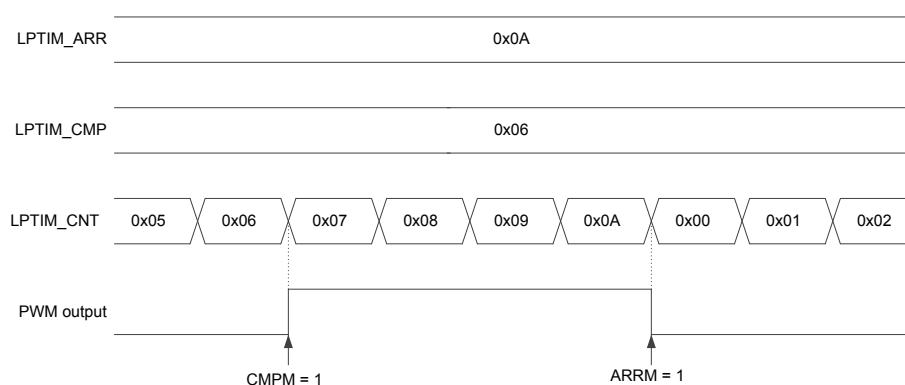 LPTIM_ARR 0x0A
LPTIM_CMP 0x06
LPTIM_CNT 0x05 0x06 0x07 0x08 0x09 0x0A 0x00 0x01 0x02
PWM output
CMPM = 1 ARRM = 1